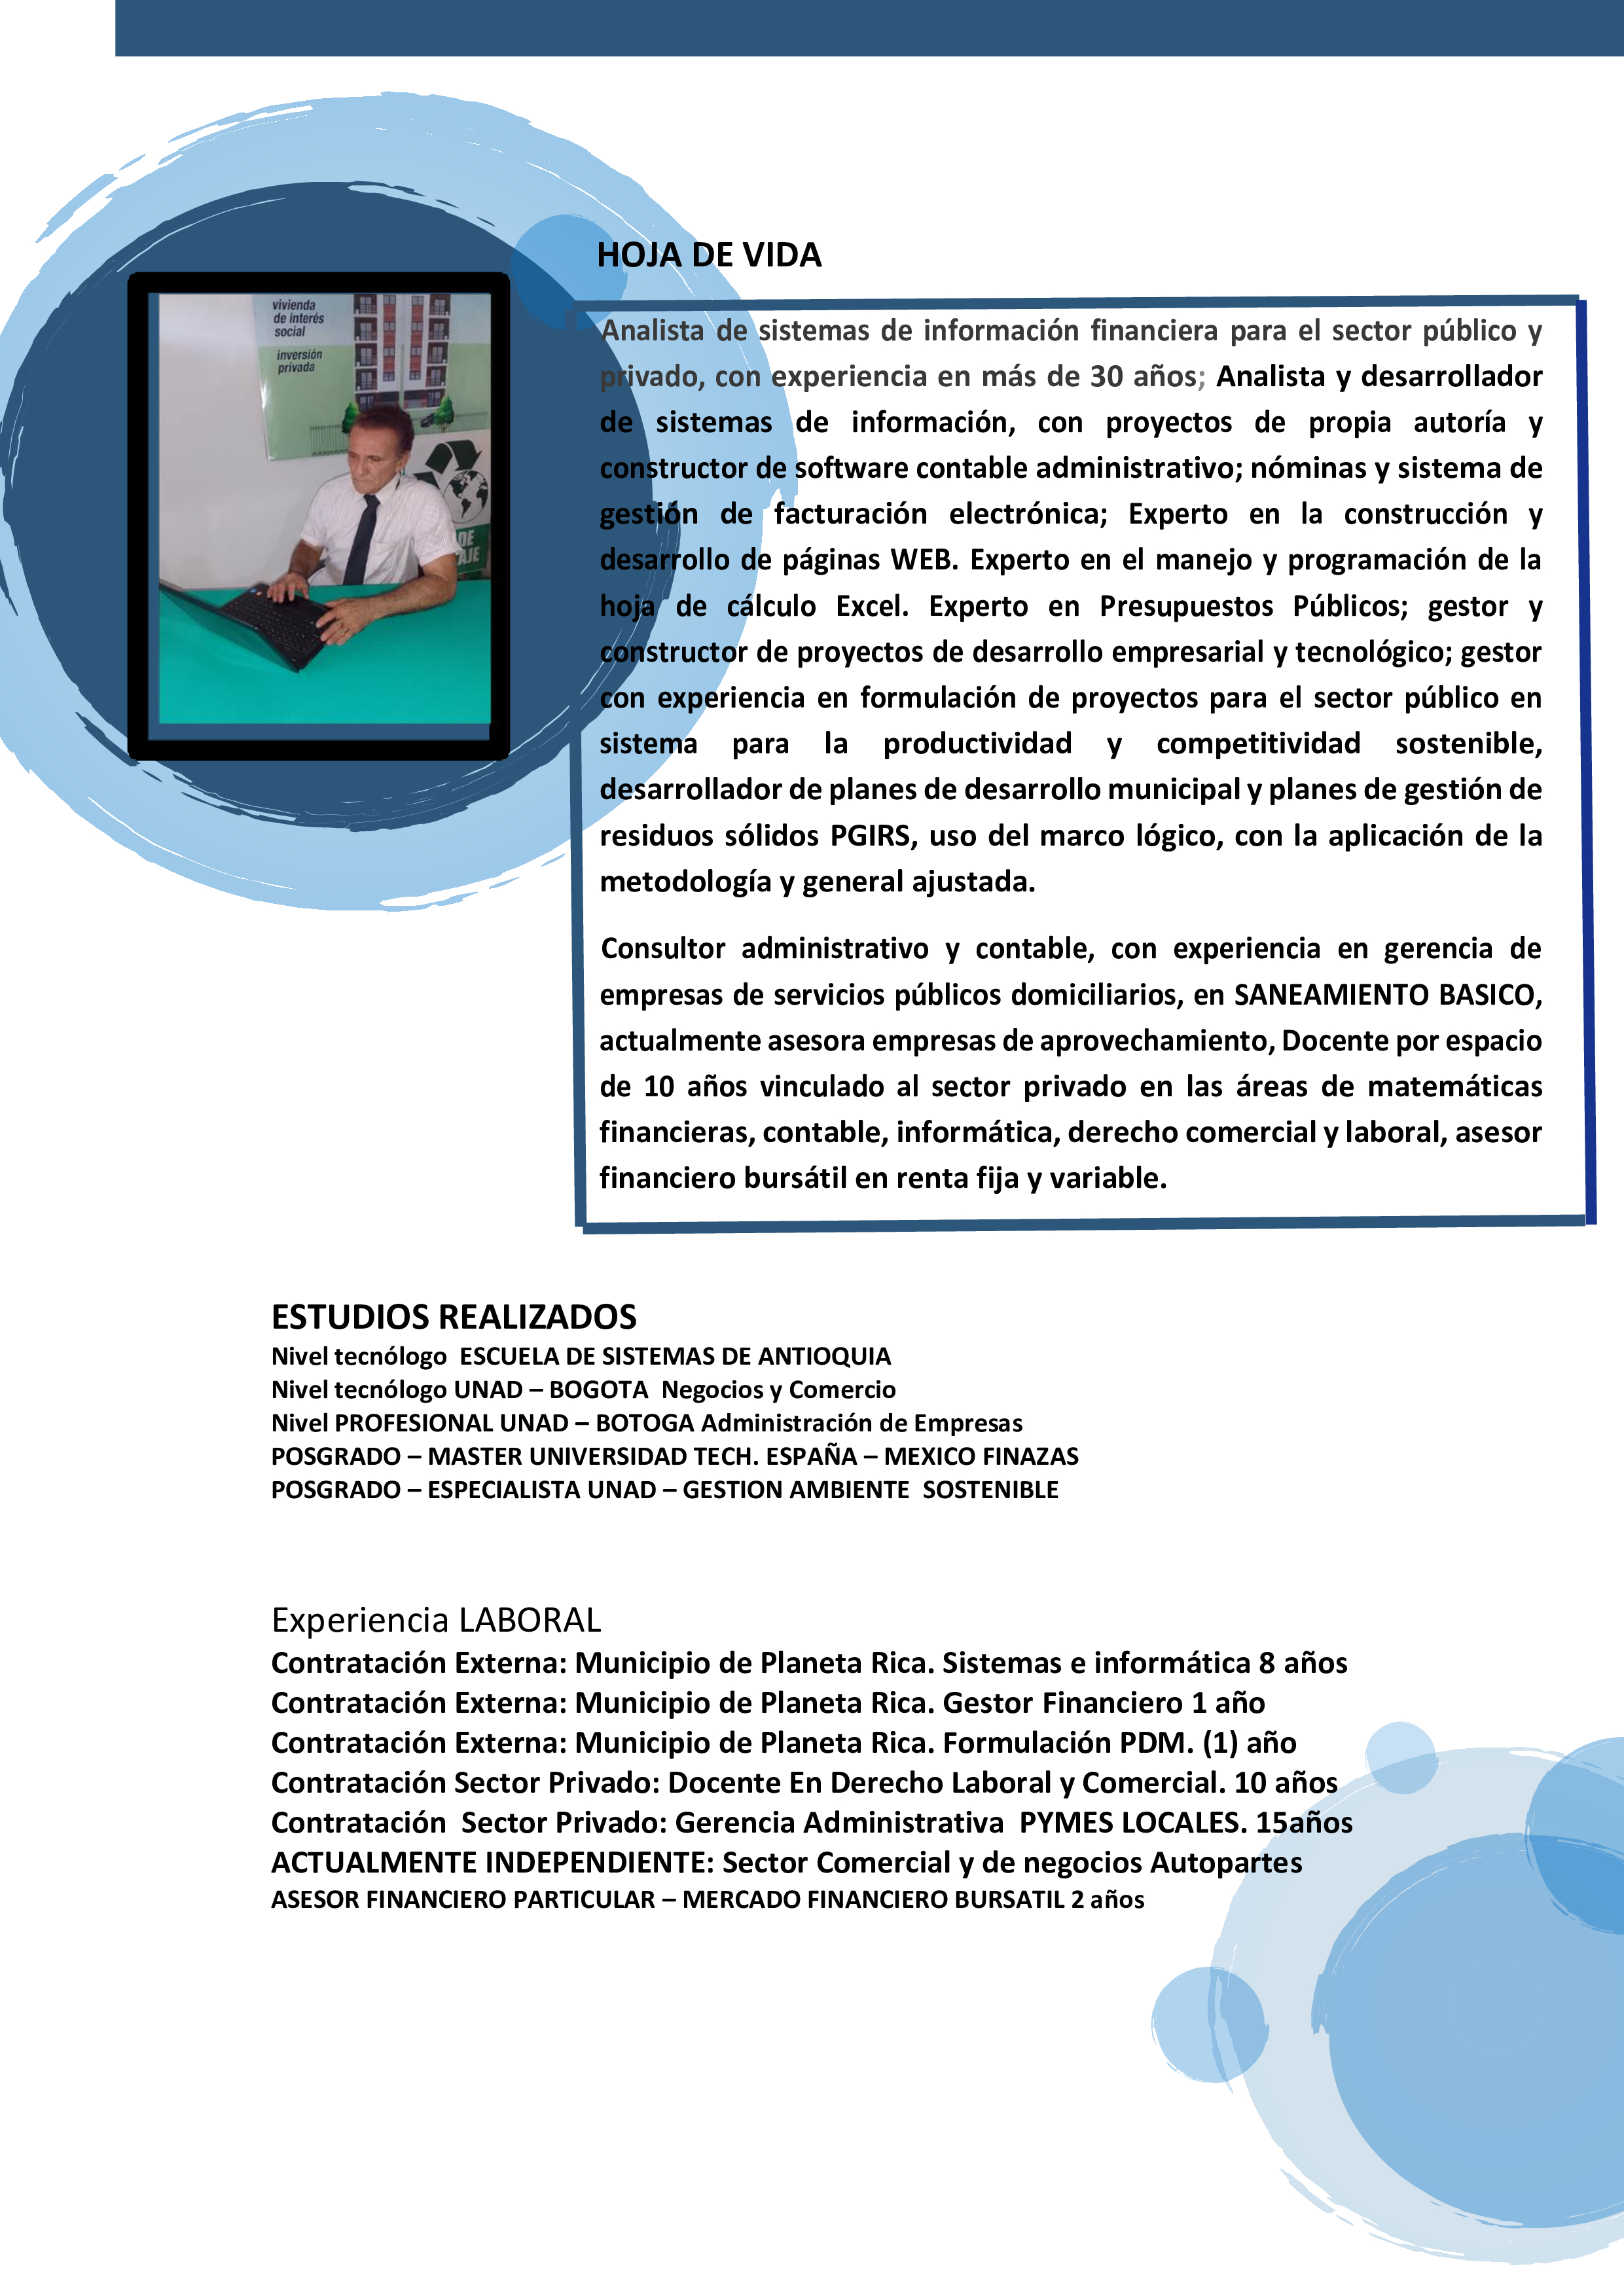 HOJA DE VIDA
vivienda
de interés
social
inversión
privada
DE
AJE
Analista de sistemas de información financiera para el sector público y
privado, con experiencia en más de 30 años; Analista y desarrollador
de sistemas de información, con proyectos de propia autoría y
constructor de software contable administrativo; nóminas y sistema de
gestión de facturación electrónica; Experto en la construcción y
desarrollo de páginas WEB. Experto en el manejo y programación de la
hoja de cálculo Excel. Experto en Presupuestos Públicos; gestor y
constructor de proyectos de desarrollo empresarial y tecnológico; gestor
con experiencia en formulación de proyectos para el sector público en
sistema para la productividad y competitividad sostenible,
desarrollador de planes de desarrollo municipal y planes de gestión de
residuos sólidos PGIRS, uso del marco lógico, con la aplicación de la
metodología y general ajustada.
Consultor administrativo y contable, con experiencia en gerencia de
empresas de servicios públicos domiciliarios, en SANEAMIENTO BASICO,
actualmente asesora empresas de aprovechamiento, Docente por espacio
de 10 años vinculado al sector privado en las áreas de matemáticas
financieras, contable, informática, derecho comercial y laboral, asesor
financiero bursátil en renta fija y variable.
ESTUDIOS REALIZADOS
Nivel tecnólogo  ESCUELA DE SISTEMAS DE ANTIOQUIA
Nivel tecnólogo UNAD – BOGOTA  Negocios y Comercio
Nivel PROFESIONAL UNAD – BOTOGA Administración de Empresas
POSGRADO – MASTER UNIVERSIDAD TECH. ESPAÑA – MEXICO FINAZAS
POSGRADO – ESPECIALISTA UNAD – GESTION AMBIENTE  SOSTENIBLE
Experiencia LABORAL
Contratación Externa: Municipio de Planeta Rica. Sistemas e informática 8 años
Contratación Externa: Municipio de Planeta Rica. Gestor Financiero 1 año
Contratación Externa: Municipio de Planeta Rica. Formulación PDM. (1) año
Contratación Sector Privado: Docente En Derecho Laboral y Comercial. 10 años
Contratación  Sector Privado: Gerencia Administrativa  PYMES LOCALES. 15años
ACTUALMENTE INDEPENDIENTE: Sector Comercial y de negocios Autopartes
ASESOR FINANCIERO PARTICULAR – MERCADO FINANCIERO BURSATIL 2 años